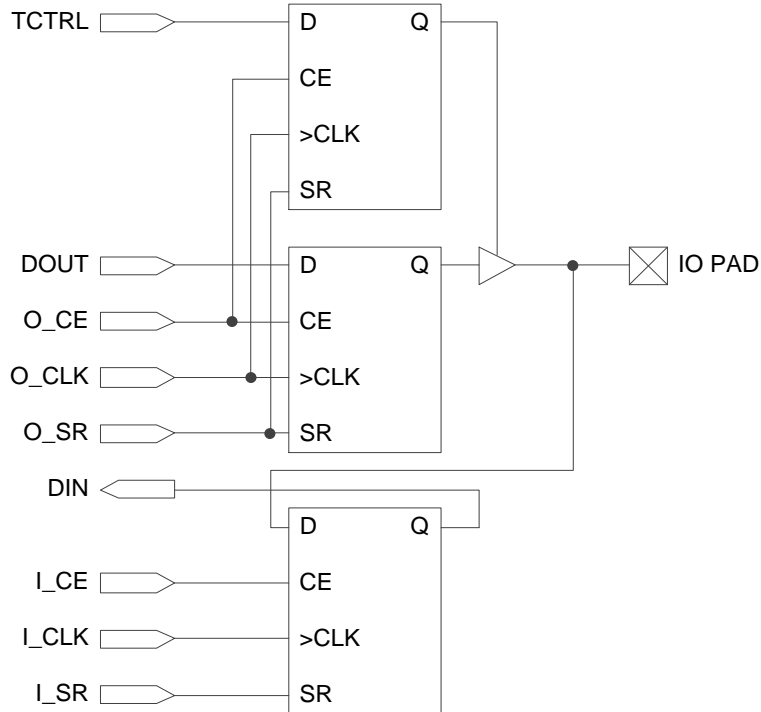 TCTRL D Q
CE
>CLK
SR
DOUT D Q IO PAD
O_CE CE
O_CLK >CLK
O_SR SR
DIN
D Q
I_CE CE
I_CLK >CLK
I_SR SR